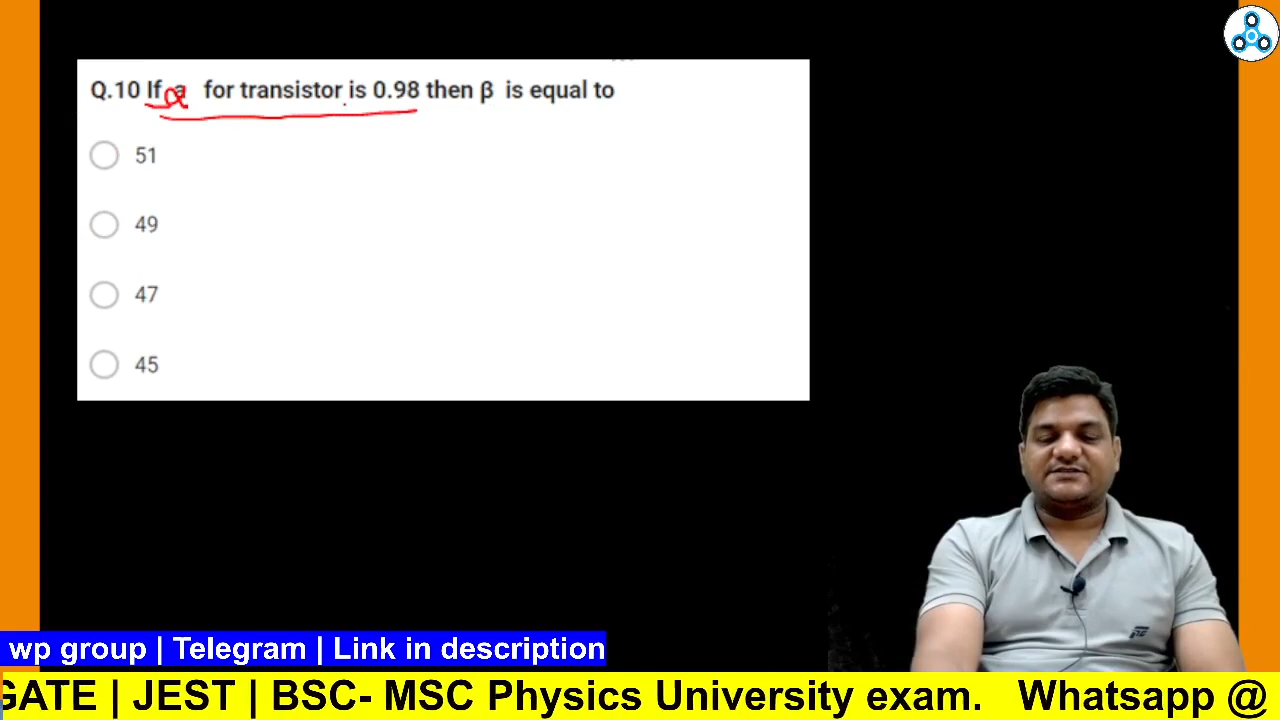 Q.10 If α for transistor is 0.98 then β is equal to
51
49
47
45
wp group | Telegram | Link in description
GATE | JEST | BSC- MSC Physics University exam. Whatsapp @